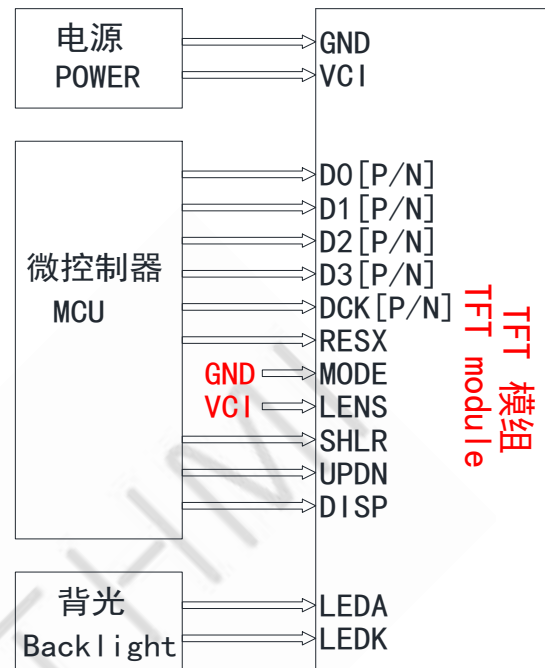 电源
POWER
GND
VCI
微控制器
MCU
D0[P/N]
D1[P/N]
D2[P/N]
D3[P/N]
DCK[P/N]
RESX
GND
MODE
VCI
LENS
SHLR
UPDN
DISP
TFT 模组
TFT module
背光
Backlight
LEDA
LEDK
THMI